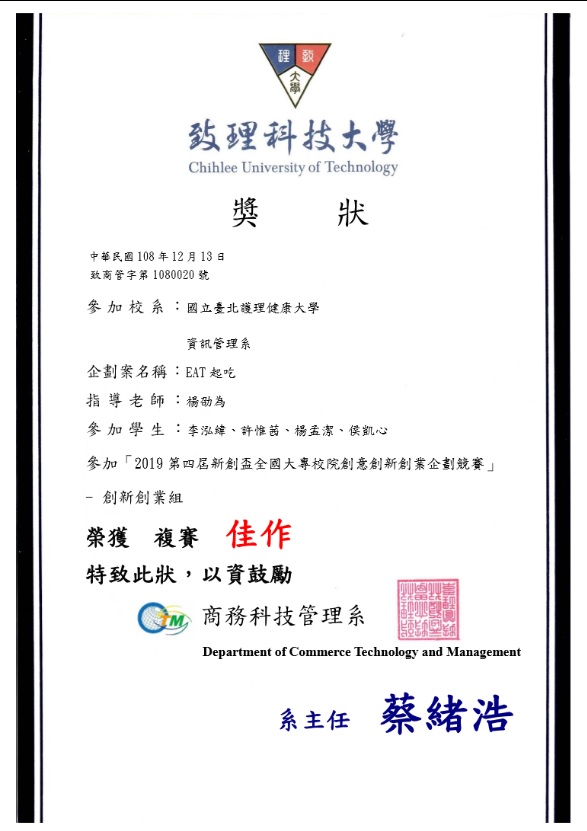 理致
大學
致理科技大學
Chihlee University of Technology
獎 狀
中華民國 108 年 12 月 13 日
致商管字第 1080020 號
參加校系：國立臺北護理健康大學
資訊管理系
企劃案名稱：EAT 起吃
指導老師：楊劭為
參加學生：李泓緯、許惟茵、楊孟潔、侯凱心
參加「2019 第四屆新創盃全國大專校院創意創新創業企劃競賽」
- 創新創業組
榮獲 複賽 佳作
特致此狀，以資鼓勵
CTM 商務科技管理系
Department of Commerce Technology and Management
系主任 蔡緒浩